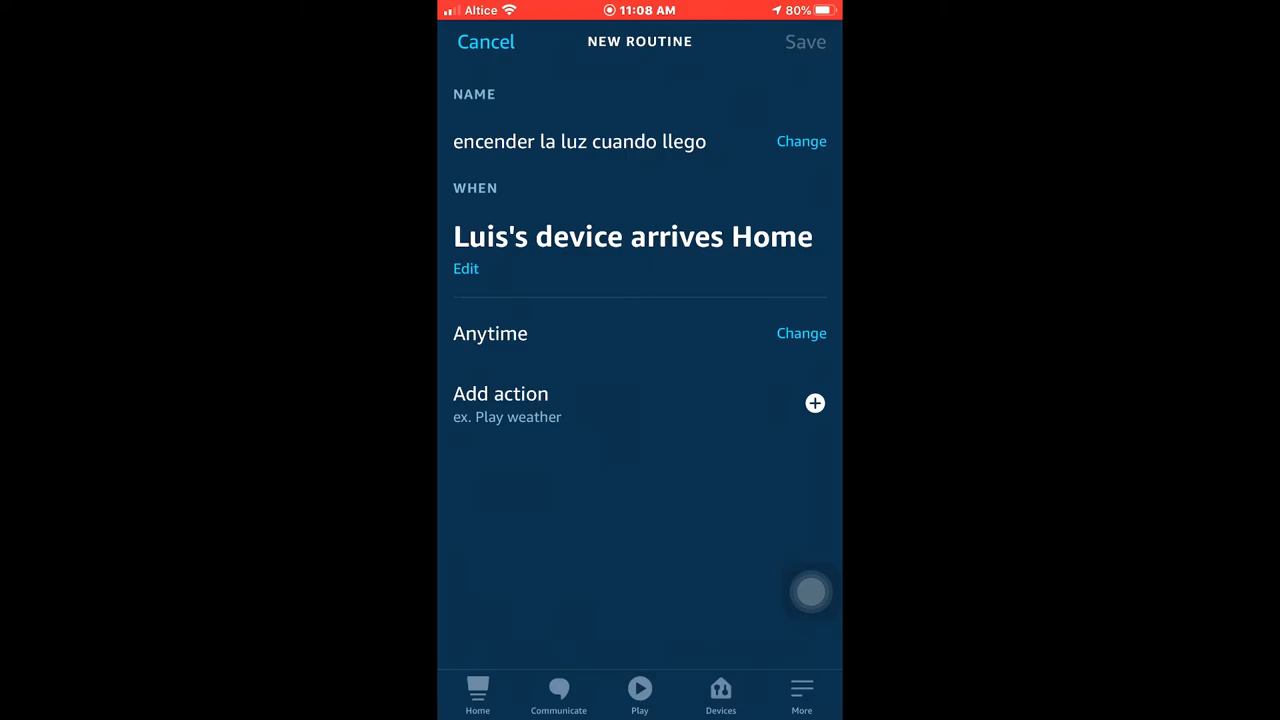 Altice 11:08 AM 80%
Cancel NEW ROUTINE Save
NAME
encender la luz cuando llego Change
WHEN
Luis's device arrives Home
Edit
Anytime Change
Add action
ex. Play weather
Home Communicate Play Devices More